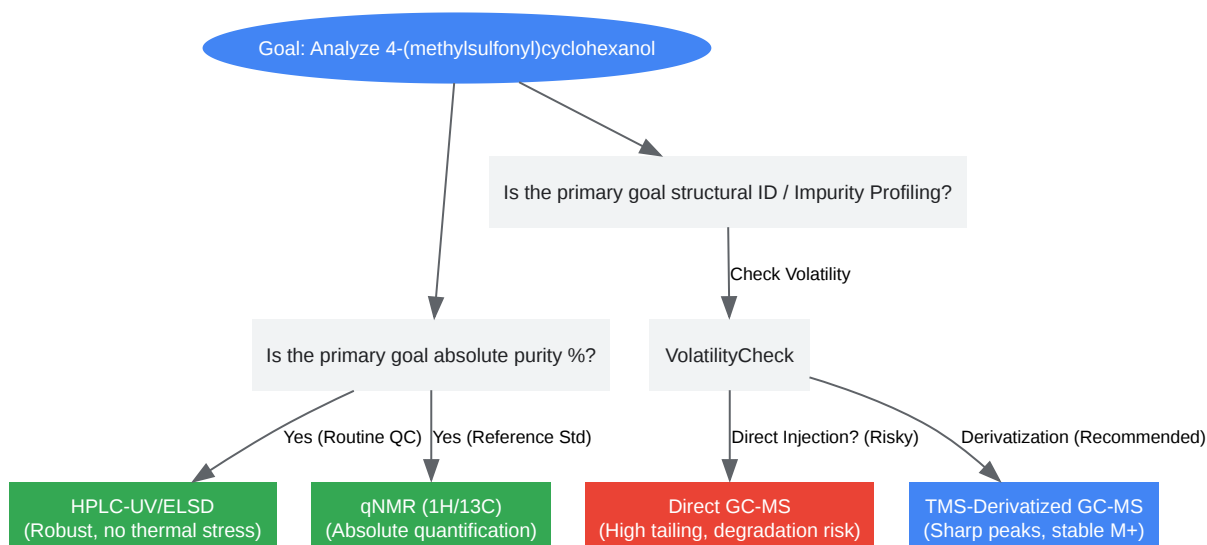 Goal: Analyze 4-(methylsulfonyl)cyclohexanol
Is the primary goal structural ID / Impurity Profiling?
Check Volatility
Is the primary goal absolute purity %?
VolatilityCheck
Yes (Routine QC)
Yes (Reference Std)
Direct Injection? (Risky)
Derivatization (Recommended)
HPLC-UV/ELSD
(Robust, no thermal stress)
qNMR (1H/13C)
(Absolute quantification)
Direct GC-MS
(High tailing, degradation risk)
TMS-Derivatized GC-MS
(Sharp peaks, stable M+)